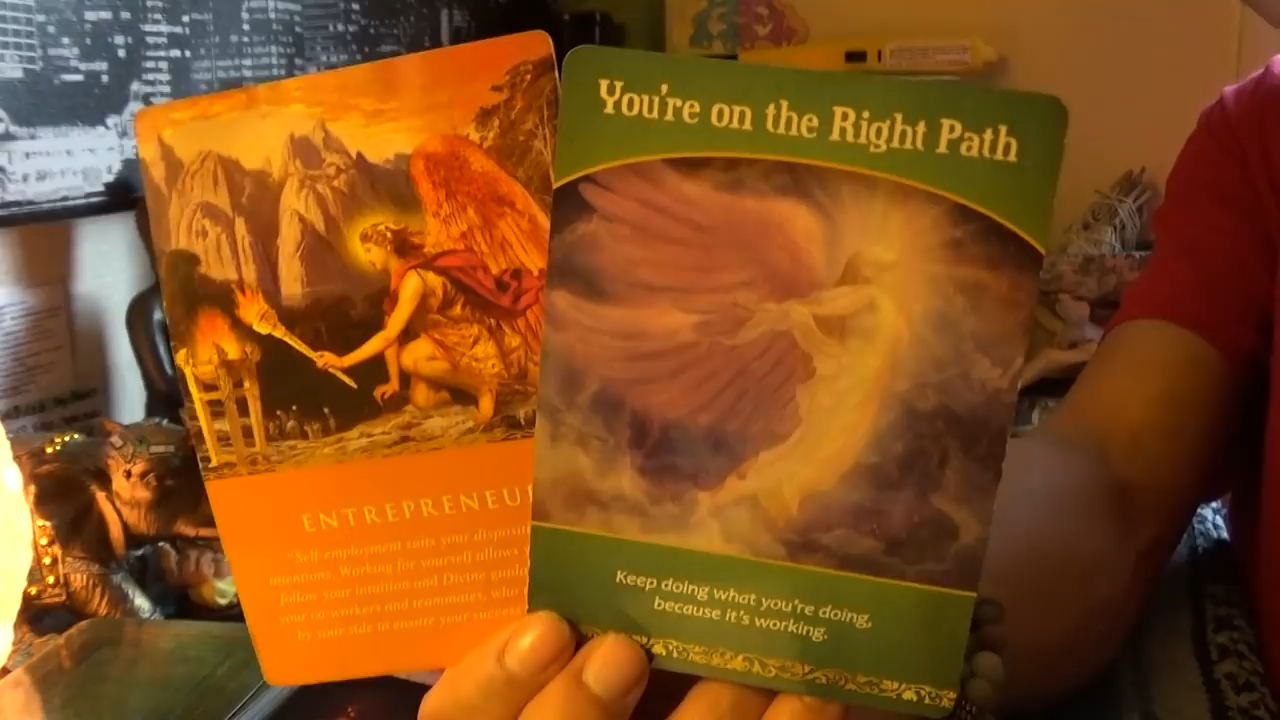 ENTREPRENEU
"Self-employment suits your disposit
intentions. Working for yourself allows
follow your intuition and Divine guid
your co-workers and teammates, who
by your side to ensure your success
You're on the Right Path
Keep doing what you're doing,
because it's working.